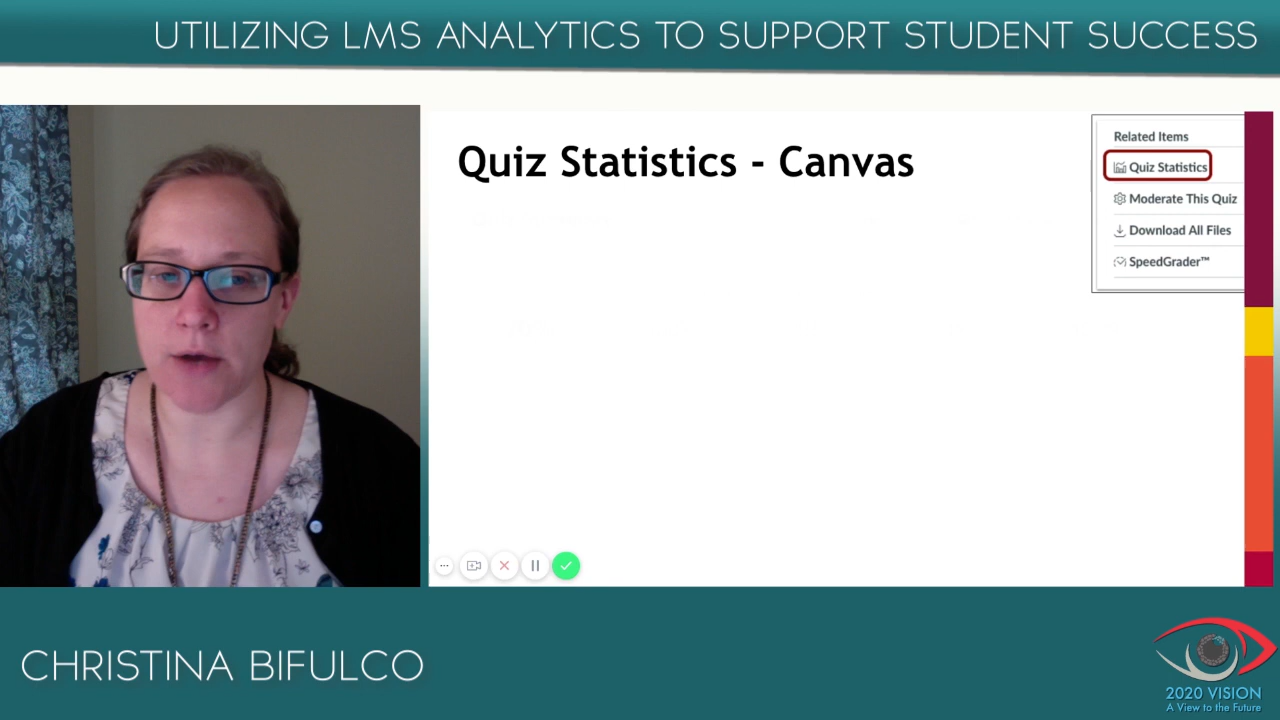 UTILIZING LMS ANALYTICS TO SUPPORT STUDENT SUCCESS
Quiz Statistics - Canvas
Related Items
Quiz Statistics
Moderate This Quiz
Download All Files
SpeedGrader™
CHRISTINA BIFULCO
2020 VISION
A View to the Future